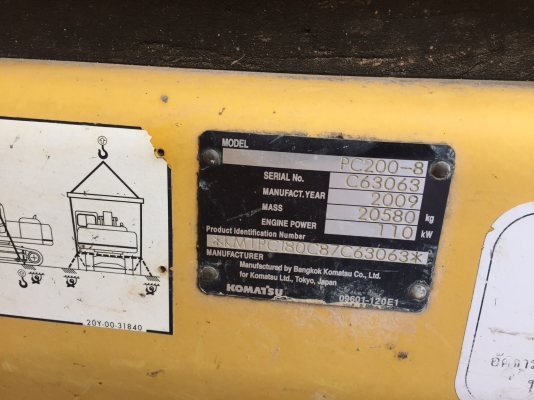 MODEL PC200-8
SERIAL No. C63063
MANUFACT.YEAR 2009
MASS 20580 kg
ENGINE POWER 110 kW
Product Identification Number
MANUFACTURER
Manufactured by Bangkok Komatsu Co., Ltd.
for Komatsu Ltd., Tokyo, Japan
KOMATSU 09601-120E1
20Y-00-31840